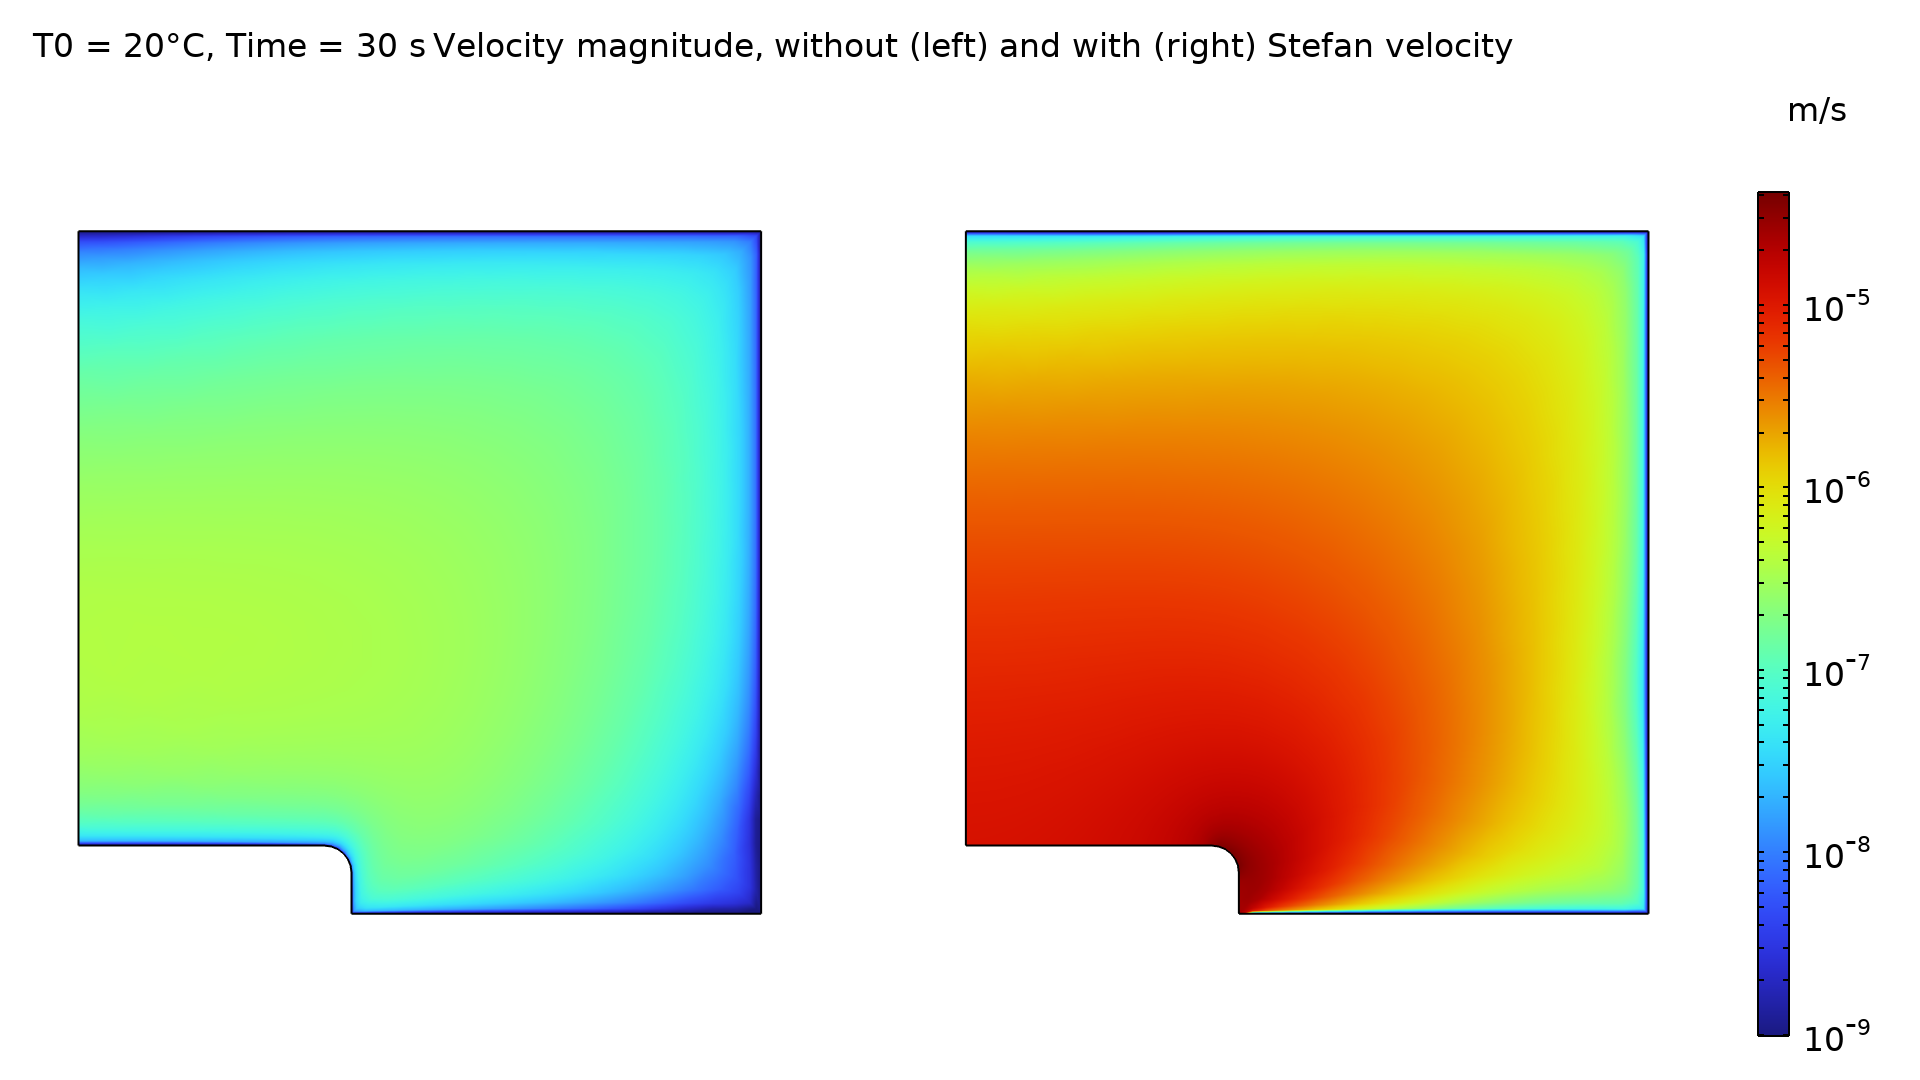 T0 = 20°C, Time = 30 s Velocity magnitude, without (left) and with (right) Stefan velocity
m/s
10⁻⁵
10⁻⁶
10⁻⁷
10⁻⁸
10⁻⁹